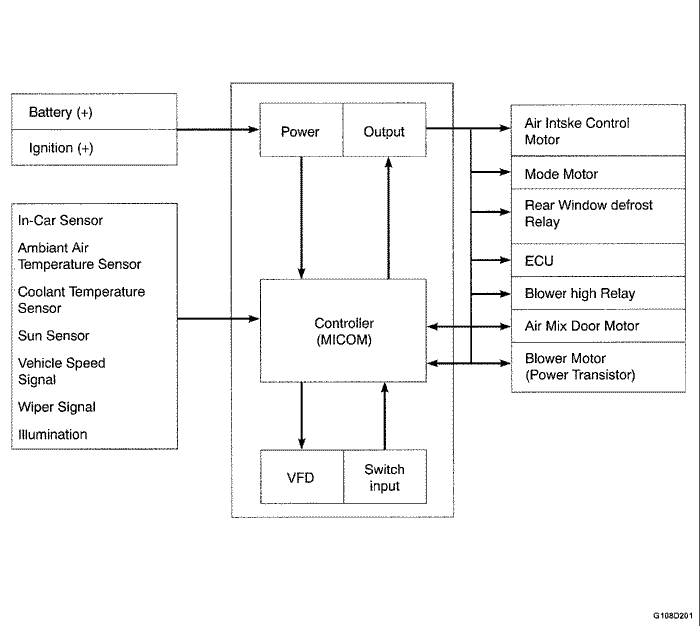 Battery (+)
Ignition (+)
In-Car Sensor
Ambiant Air
Temperature Sensor
Coolant Temperature
Sensor
Sun Sensor
Vehicle Speed
Signal
Wiper Signal
Illumination
Power
Output
Controller
(MICOM)
VFD
Switch
input
Air Intske Control
Motor
Mode Motor
Rear Window defrost
Relay
ECU
Blower high Relay
Air Mix Door Motor
Blower Motor
(Power Transistor)
G108D201